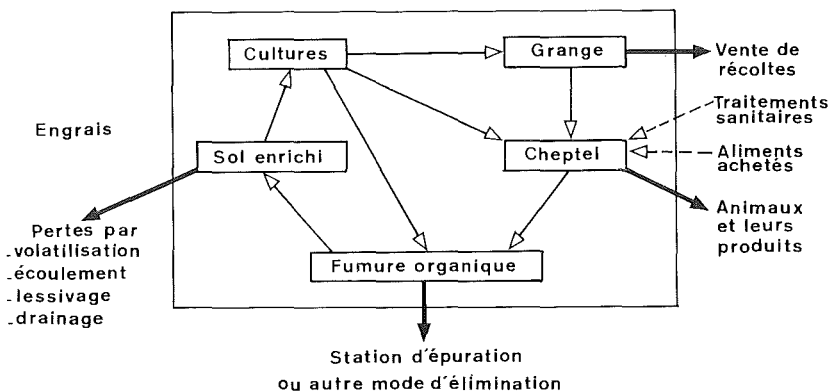 Cultures
Grange
Vente de
récoltes
Traitements
sanitaires
Engrais
Sol enrichi
Cheptel
Aliments
achetés
Animaux
et leurs
produits
Pertes par
-volatilisation
-écoulement
-lessivage
-drainage
Fumure organique
Station d'épuration
ou autre mode d'élimination